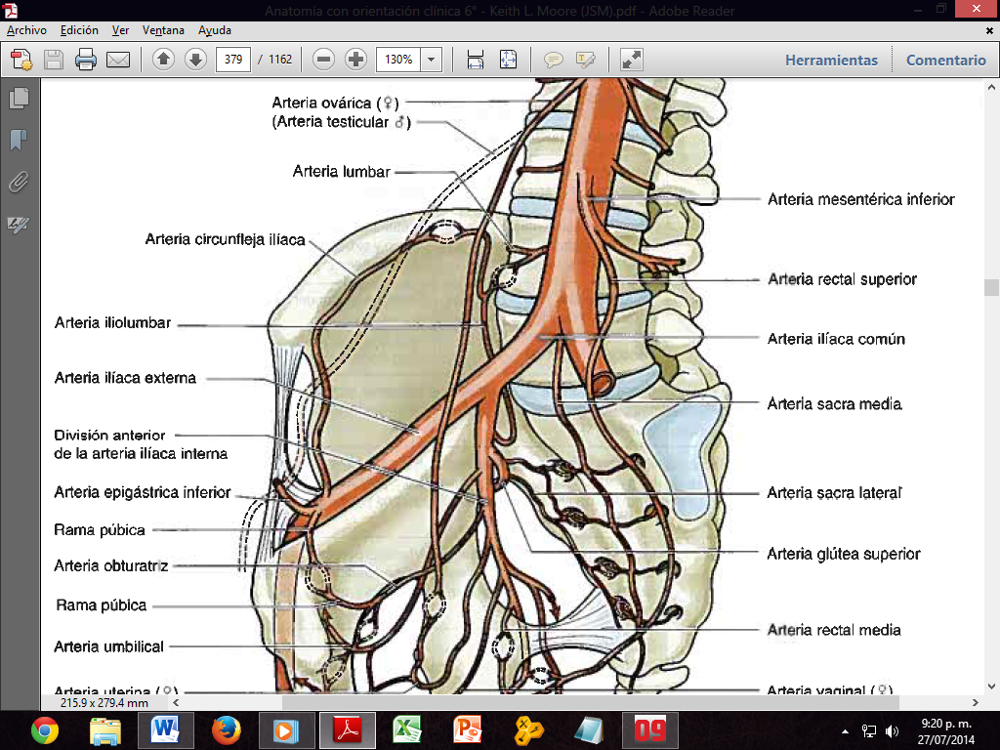 Anatomía con orientación clínica 6° - Keith L. Moore (JSM).pdf - Adobe Reader
Archivo Edición Ver Ventana Ayuda
379 / 1162 130% Herramientas Comentario
Arteria ovárica (♀)
(Arteria testicular ♂)
Arteria lumbar
Arteria mesentérica inferior
Arteria circunfleja ilíaca
Arteria rectal superior
Arteria iliolumbar
Arteria ilíaca común
Arteria ilíaca externa
Arteria sacra media
División anterior
de la arteria ilíaca interna
Arteria epigástrica inferior
Arteria sacra lateral
Rama púbica
Arteria glútea superior
Arteria obturatriz
Rama púbica
Arteria rectal media
Arteria umbilical
Arteria uterina (♀)
Arteria vaginal (♀)
215.9 x 279.4 mm
9:20 p. m.
27/07/2014
09